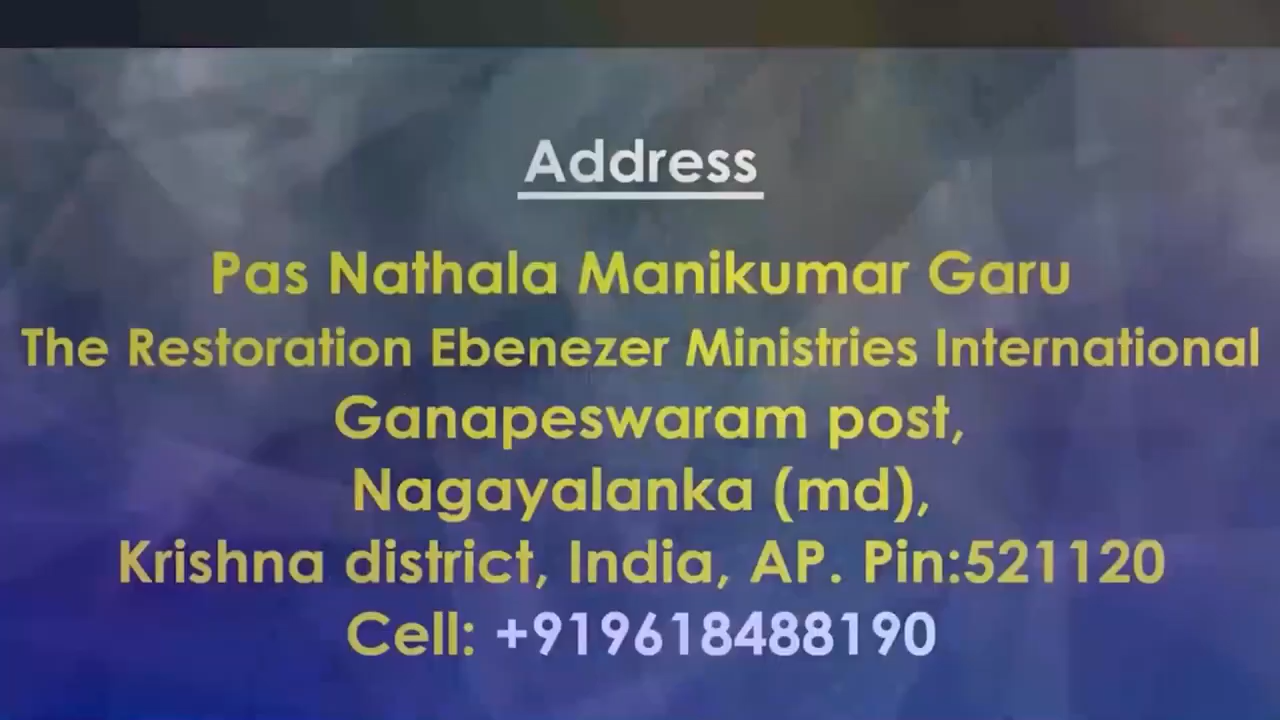 Address
Pas Nathala Manikumar Garu
The Restoration Ebenezer Ministries International
Ganapeswaram post,
Nagayalanka (md),
Krishna district, India, AP. Pin:521120
Cell: +919618488190